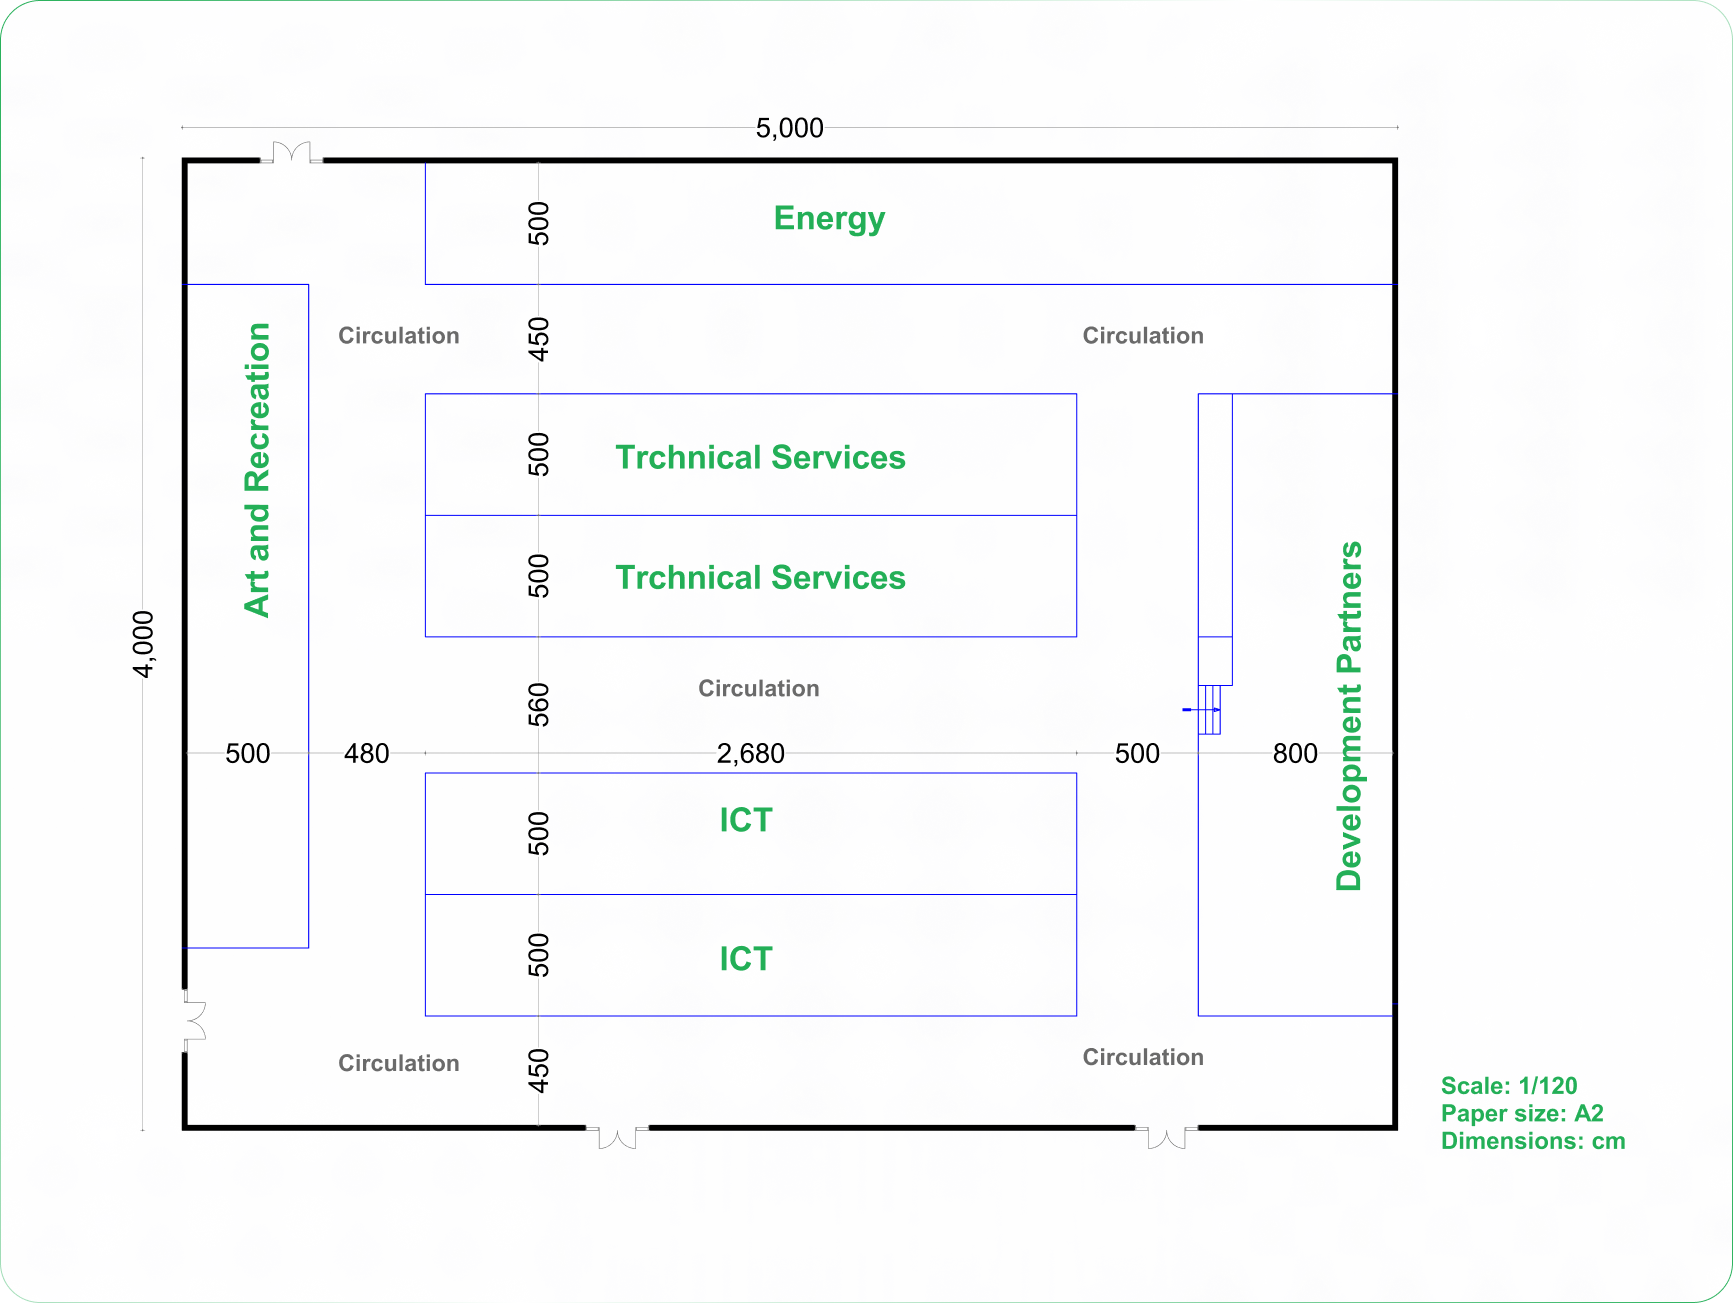 5,000
500
Energy
450
Circulation
Circulation
Art and Recreation
500
Trchnical Services
500
Trchnical Services
4,000
Development Partners
560
Circulation
500
480
2,680
500
800
500
ICT
500
ICT
450
Circulation
Circulation
Scale: 1/120
Paper size: A2
Dimensions: cm